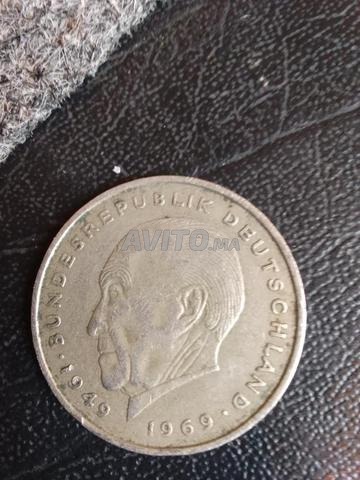 1949 · BUNDESREPUBLIK DEUTSCHLAND ·
1969
AVITO.ma